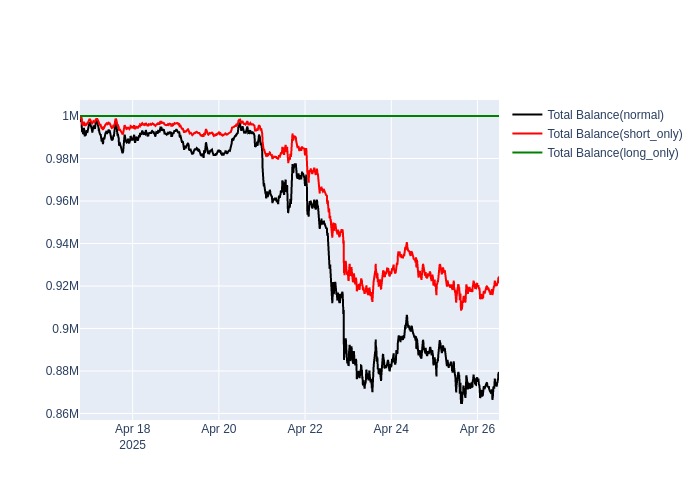 1M
0.98M
0.96M
0.94M
0.92M
0.9M
0.88M
0.86M
Apr 18
2025
Apr 20
Apr 22
Apr 24
Apr 26
Total Balance(normal)
Total Balance(short_only)
Total Balance(long_only)